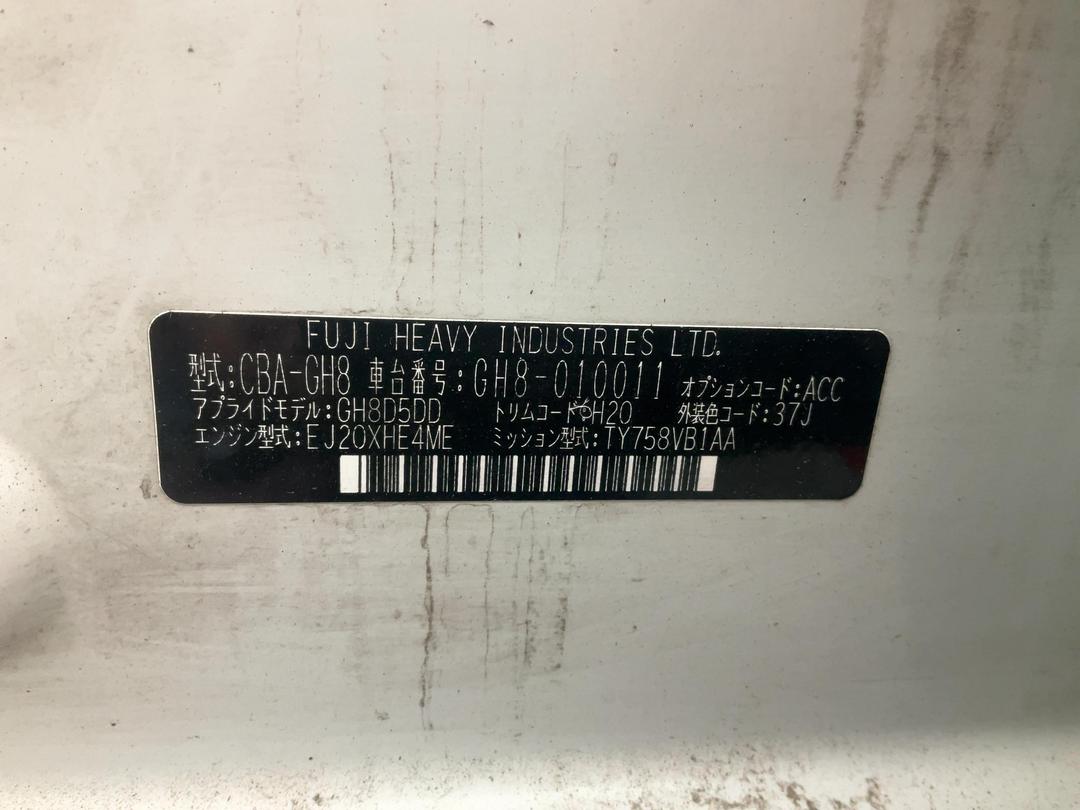 FUJI HEAVY INDUSTRIES LTD.
型式:CBA-GH8 車台番号:GH8-010011 オプションコード:ACC
アプライドモデル:GH8D5DD トリムコード:H20 外装色コード:37J
エンジン型式:EJ20XHE4ME ミッション型式:TY758VB1AA